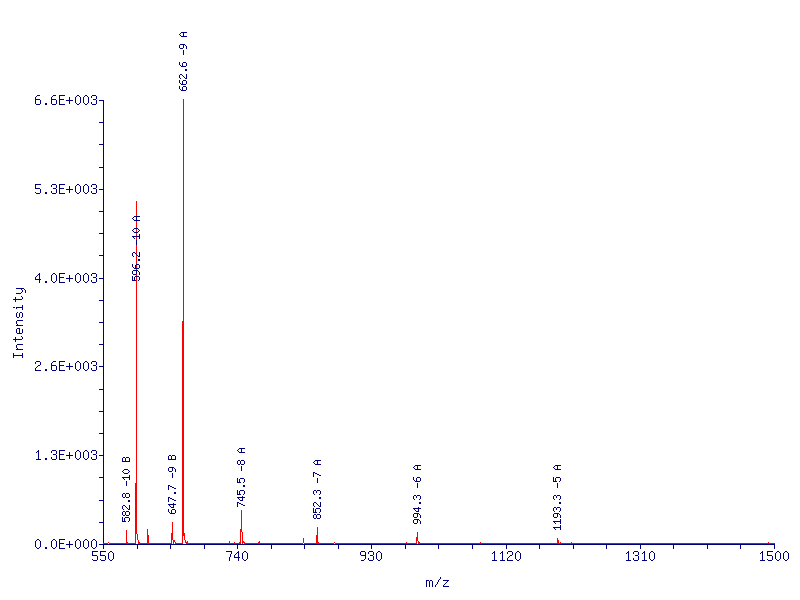 662.6 -9 A
6.6E+003
5.3E+003
596.2 -10 A
4.0E+003
Intensity
2.6E+003
1.3E+003
582.8 -10 B
647.7 -9 B
745.5 -8 A
852.3 -7 A
994.3 -6 A
1193.3 -5 A
0.0E+000
550 740 930 1120 1310 1500
m/z